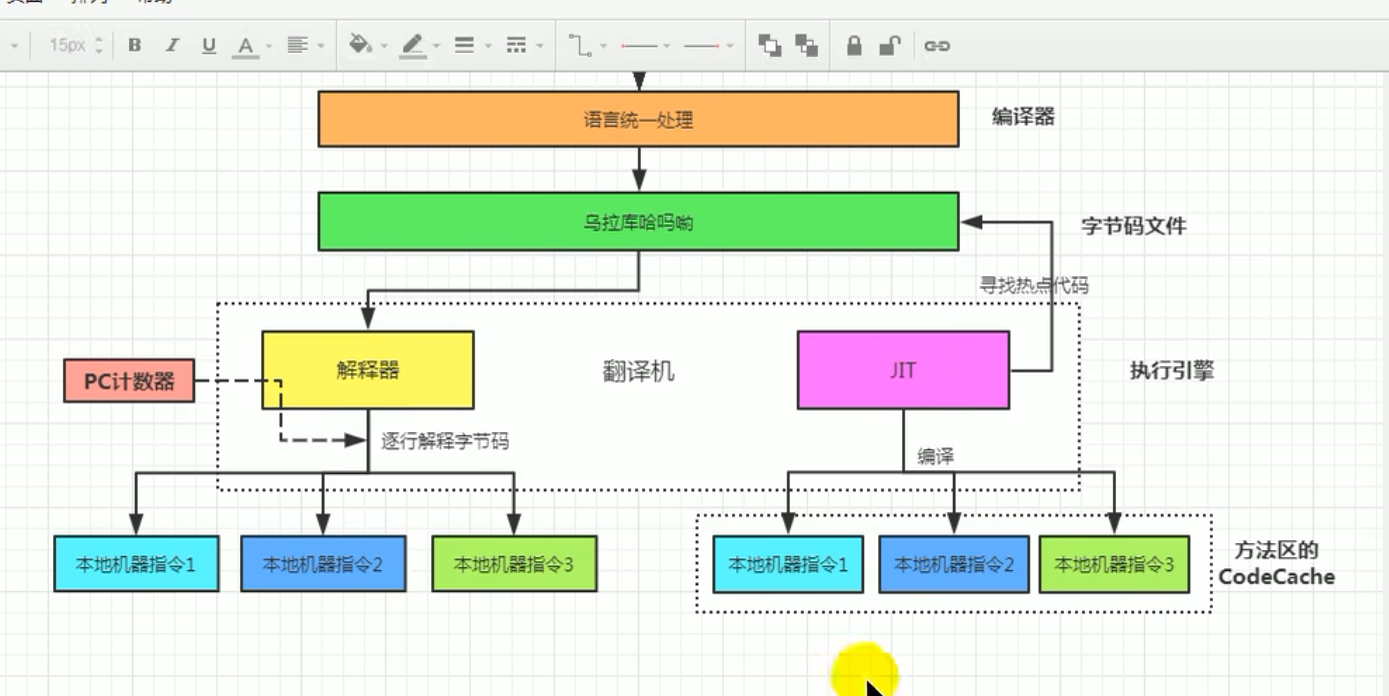 15px
B I U A
语言统一处理
编译器
乌拉库哈吗呦
字节码文件
寻找热点代码
解释器
翻译机
JIT
执行引擎
PC计数器
逐行解释字节码
编译
本地机器指令1
本地机器指令2
本地机器指令3
本地机器指令1
本地机器指令2
本地机器指令3
方法区的
CodeCache